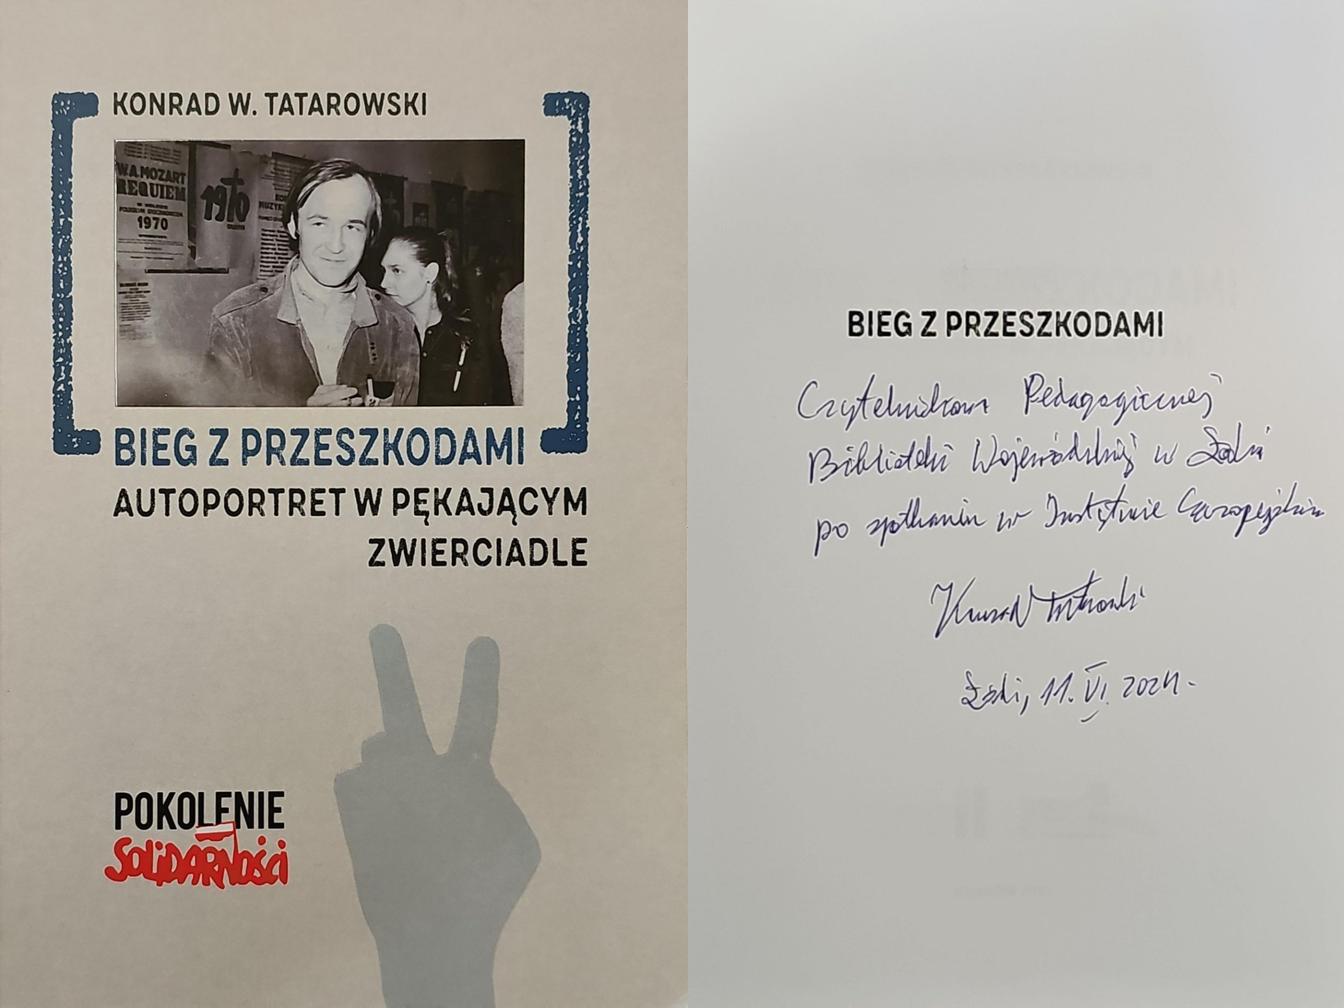 KONRAD W. TATAROWSKI
W.A. MOZART
REQUIEM
1970
1970
BIEG Z PRZESZKODAMI
AUTOPORTRET W PĘKAJĄCYM
ZWIERCIADLE
POKOLENIE
SOLIDARNOŚCI
BIEG Z PRZESZKODAMI
Czytelnikom Pedagogicznej
Biblioteki Wojewódzkiej w Łodzi
po spotkaniu w Instytucie Europejskim
Konrad Tatarowski
Łódź, 11. VI. 2024.